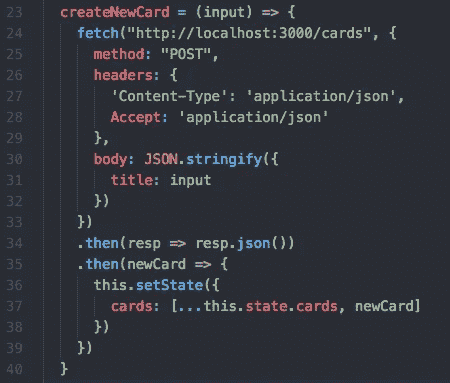 23 createNewCard = (input) => {
24 fetch("http://localhost:3000/cards", {
25 method: "POST",
26 headers: {
27 'Content-Type': 'application/json',
28 Accept: 'application/json'
29 },
30 body: JSON.stringify({
31 title: input
32 })
33 })
34 .then(resp => resp.json())
35 .then(newCard => {
36 this.setState({
37 cards: [...this.state.cards, newCard]
38 })
39 })
40 }